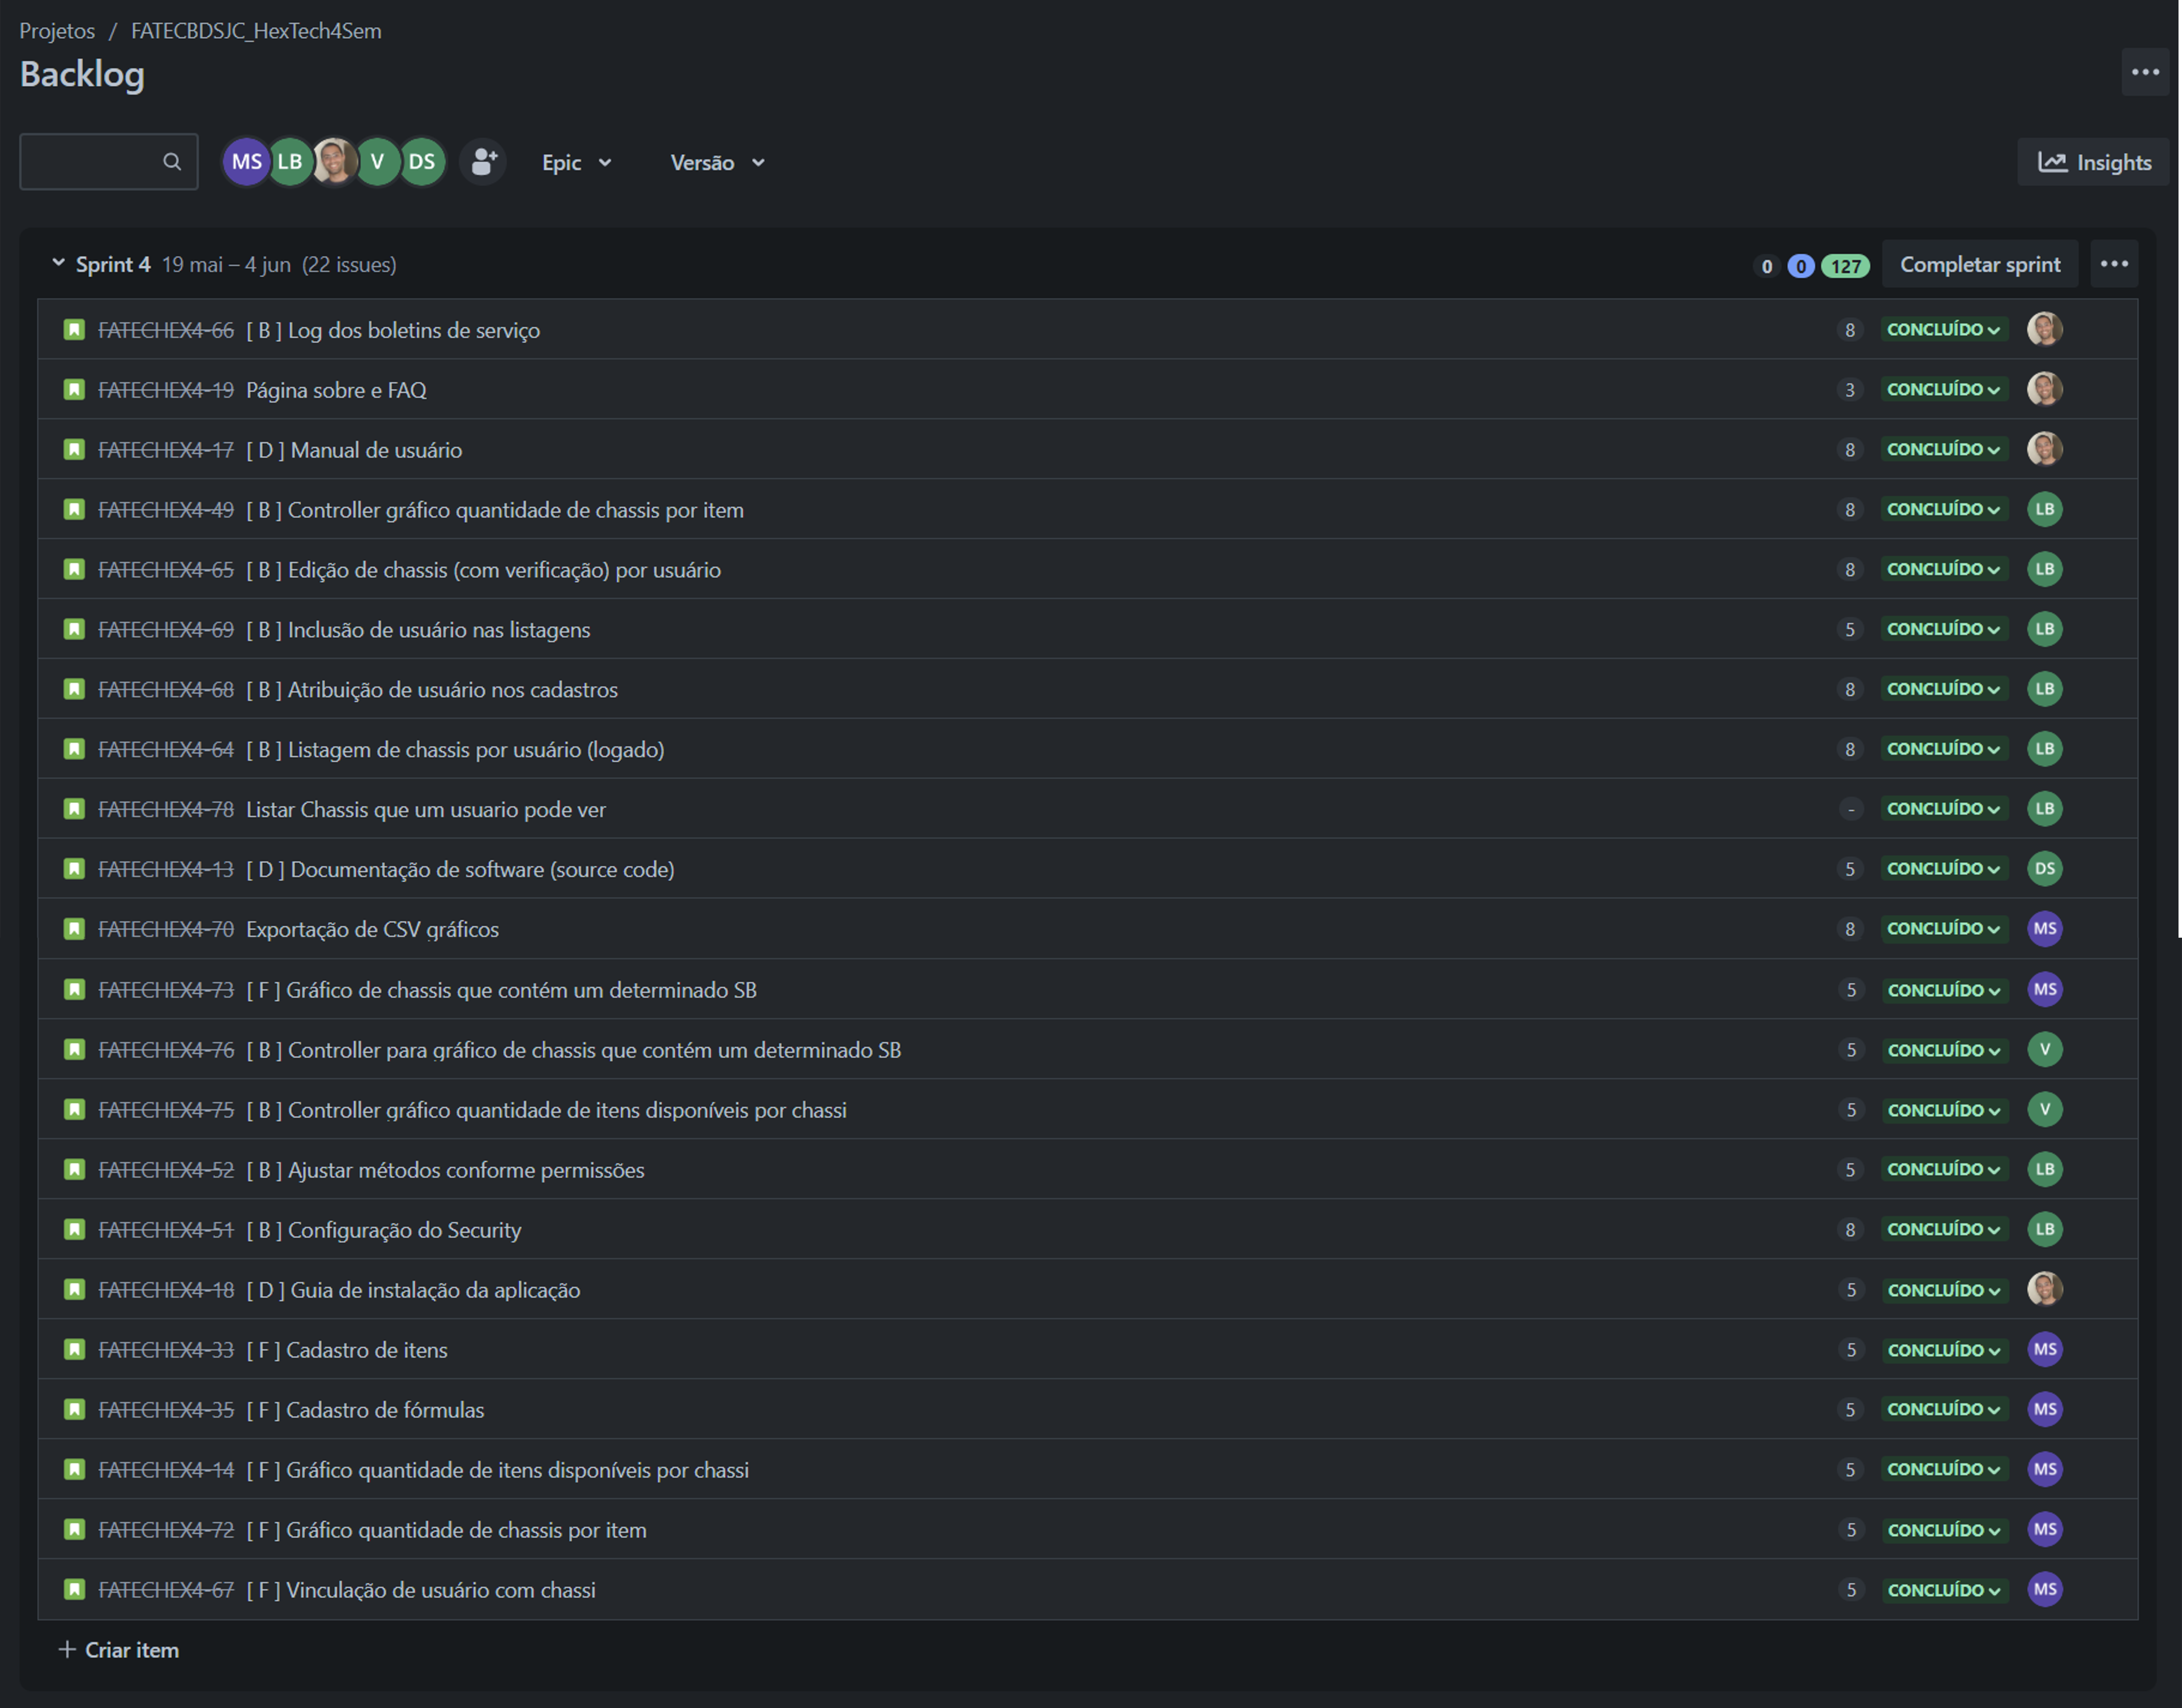 Projetos / FATECBDSJC_HexTech4Sem
Backlog
MS LB V DS Epic Versão Insights
Sprint 4 19 mai – 4 jun (22 issues) 0 0 127 Completar sprint
FATECHEX4-66 [ B ] Log dos boletins de serviço 8 CONCLUÍDO
FATECHEX4-19 Página sobre e FAQ 3 CONCLUÍDO
FATECHEX4-17 [ D ] Manual de usuário 8 CONCLUÍDO
FATECHEX4-49 [ B ] Controller gráfico quantidade de chassis por item 8 CONCLUÍDO LB
FATECHEX4-65 [ B ] Edição de chassis (com verificação) por usuário 8 CONCLUÍDO LB
FATECHEX4-69 [ B ] Inclusão de usuário nas listagens 5 CONCLUÍDO LB
FATECHEX4-68 [ B ] Atribuição de usuário nos cadastros 8 CONCLUÍDO LB
FATECHEX4-64 [ B ] Listagem de chassis por usuário (logado) 8 CONCLUÍDO LB
FATECHEX4-78 Listar Chassis que um usuario pode ver - CONCLUÍDO LB
FATECHEX4-13 [ D ] Documentação de software (source code) 5 CONCLUÍDO DS
FATECHEX4-70 Exportação de CSV gráficos 8 CONCLUÍDO MS
FATECHEX4-73 [ F ] Gráfico de chassis que contém um determinado SB 5 CONCLUÍDO MS
FATECHEX4-76 [ B ] Controller para gráfico de chassis que contém um determinado SB 5 CONCLUÍDO V
FATECHEX4-75 [ B ] Controller gráfico quantidade de itens disponíveis por chassi 5 CONCLUÍDO V
FATECHEX4-52 [ B ] Ajustar métodos conforme permissões 5 CONCLUÍDO LB
FATECHEX4-51 [ B ] Configuração do Security 8 CONCLUÍDO LB
FATECHEX4-18 [ D ] Guia de instalação da aplicação 5 CONCLUÍDO
FATECHEX4-33 [ F ] Cadastro de itens 5 CONCLUÍDO MS
FATECHEX4-35 [ F ] Cadastro de fórmulas 5 CONCLUÍDO MS
FATECHEX4-14 [ F ] Gráfico quantidade de itens disponíveis por chassi 5 CONCLUÍDO MS
FATECHEX4-72 [ F ] Gráfico quantidade de chassis por item 5 CONCLUÍDO MS
FATECHEX4-67 [ F ] Vinculação de usuário com chassi 5 CONCLUÍDO MS
+ Criar item